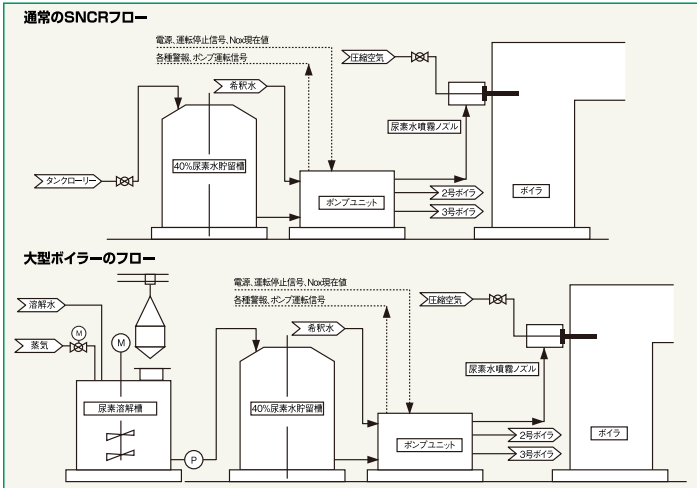 通常のSNCRフロー
電源、運転停止信号、Nox現在値
各種警報、ポンプ運転信号
圧縮空気
希釈水
尿素水噴霧ノズル
40%尿素水貯留槽
タンクローリー
ポンプユニット
2号ボイラ
3号ボイラ
ボイラ
大型ボイラーのフロー
電源、運転停止信号、Nox現在値
各種警報、ポンプ運転信号
圧縮空気
溶解水
希釈水
蒸気
M
M
尿素水噴霧ノズル
尿素溶解槽
40%尿素水貯留槽
P
ポンプユニット
2号ボイラ
3号ボイラ
ボイラ